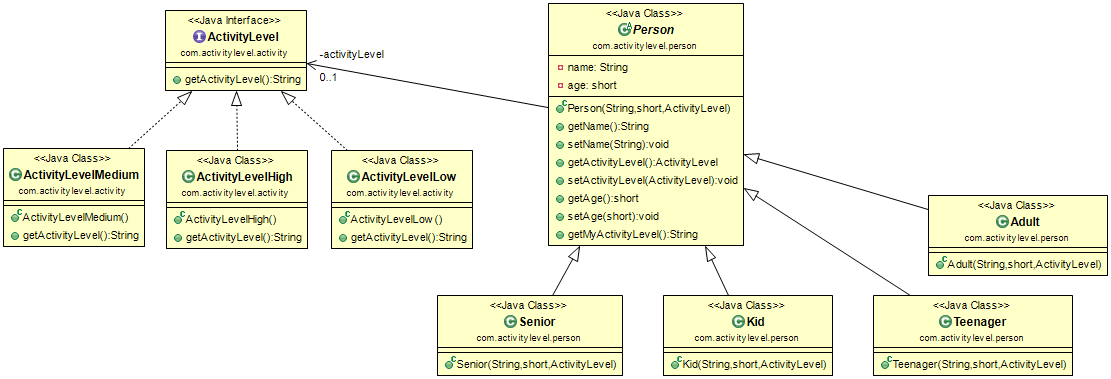 <<Java Interface>>
ActivityLevel
com.activitylevel.activity
getActivityLevel():String
-activityLevel
0..1
<<Java Class>>
Person
com.activitylevel.person
name: String
age: short
Person(String,short,ActivityLevel)
getName():String
setName(String):void
getActivityLevel():ActivityLevel
setActivityLevel(ActivityLevel):void
getAge():short
setAge(short):void
getMyActivityLevel():String
<<Java Class>>
ActivityLevelMedium
com.activitylevel.activity
ActivityLevelMedium()
getActivityLevel():String
<<Java Class>>
ActivityLevelHigh
com.activitylevel.activity
ActivityLevelHigh()
getActivityLevel():String
<<Java Class>>
ActivityLevelLow
com.activitylevel.activity
ActivityLevelLow()
getActivityLevel():String
<<Java Class>>
Adult
com.activitylevel.person
Adult(String,short,ActivityLevel)
<<Java Class>>
Senior
com.activitylevel.person
Senior(String,short,ActivityLevel)
<<Java Class>>
Kid
com.activitylevel.person
Kid(String,short,ActivityLevel)
<<Java Class>>
Teenager
com.activitylevel.person
Teenager(String,short,ActivityLevel)